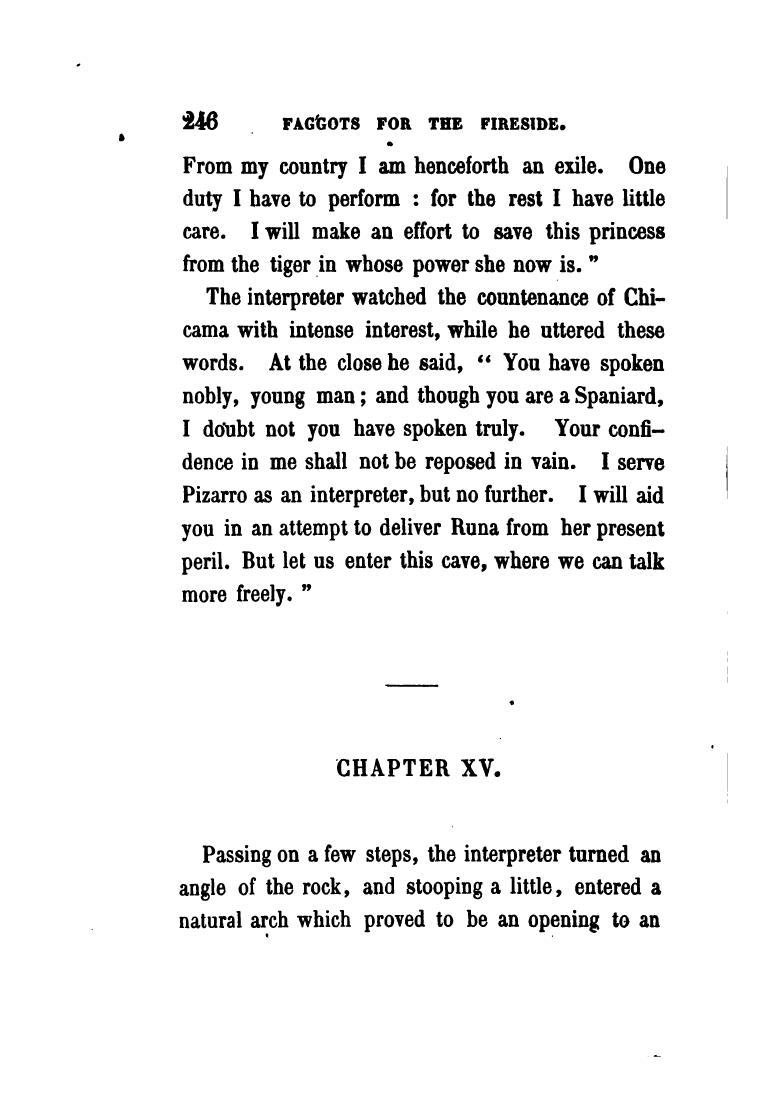 246 FAGGOTS FOR THE FIRESIDE.
From my country I am henceforth an exile. One
duty I have to perform : for the rest I have little
care. I will make an effort to save this princess
from the tiger in whose power she now is. ”
The interpreter watched the countenance of Chi-
cama with intense interest, while he uttered these
words. At the close he said, “ You have spoken
nobly, young man ; and though you are a Spaniard,
I doubt not you have spoken truly. Your confi-
dence in me shall not be reposed in vain. I serve
Pizarro as an interpreter, but no further. I will aid
you in an attempt to deliver Runa from her present
peril. But let us enter this cave, where we can talk
more freely. ”
CHAPTER XV.
Passing on a few steps, the interpreter turned an
angle of the rock, and stooping a little, entered a
natural arch which proved to be an opening to an